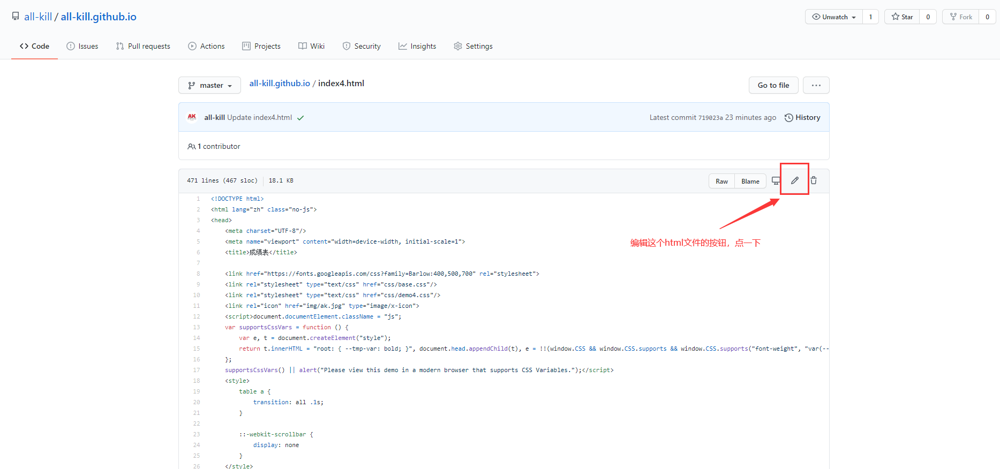 all-kill / all-kill.github.io
Unwatch 1 Star 0 Fork 0
Code Issues Pull requests Actions Projects Wiki Security Insights Settings
master all-kill.github.io / index4.html Go to file ...
AK all-kill Update index4.html Latest commit 719023a 23 minutes ago History
1 contributor
471 lines (467 sloc) 18.1 KB Raw Blame
1 <!DOCTYPE html>
2 <html lang="zh" class="no-js">
3 <head>
4 <meta charset="UTF-8"/>
编辑这个html文件的按钮，点一下
5 <meta name="viewport" content="width=device-width, initial-scale=1">
6 <title>成绩表</title>
7
8 <link href="https://fonts.googleapis.com/css?family=Barlow:400,500,700" rel="stylesheet">
9 <link rel="stylesheet" type="text/css" href="css/base.css"/>
10 <link rel="stylesheet" type="text/css" href="css/demo4.css"/>
11 <link rel="icon" href="img/ak.jpg" type="image/x-icon">
12 <script>document.documentElement.className = "js";
13 var supportsCssVars = function () {
14 var e, t = document.createElement("style");
15 return t.innerHTML = "root: { --tmp-var: bold; }", document.head.appendChild(t), e = !!(window.CSS && window.CSS.supports && window.CSS.supports("font-weight", "var(--
16 };
17 supportsCssVars() || alert("Please view this demo in a modern browser that supports CSS Variables.");</script>
18 <style>
19 table a {
20 transition: all .1s;
21 }
22
23 ::-webkit-scrollbar {
24 display: none
25 }
26 </style>